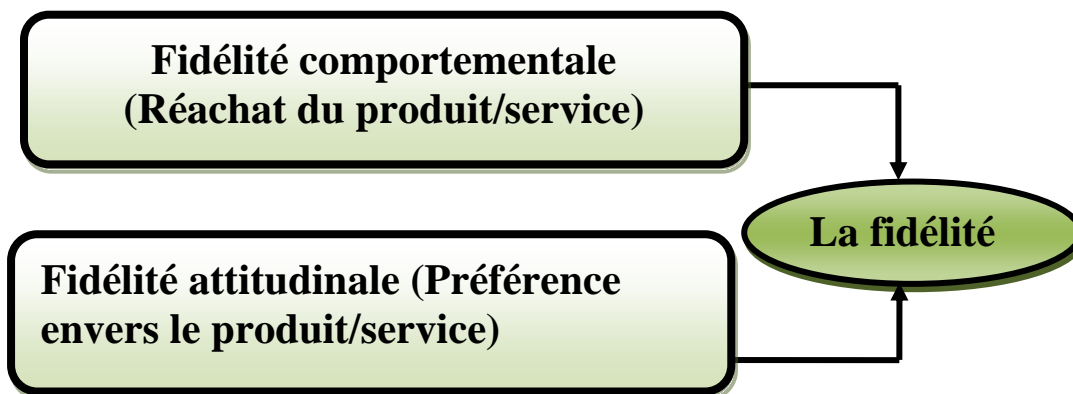 Fidélité comportementale
(Réachat du produit/service)
La fidélité
Fidélité attitudinale (Préférence
envers le produit/service)